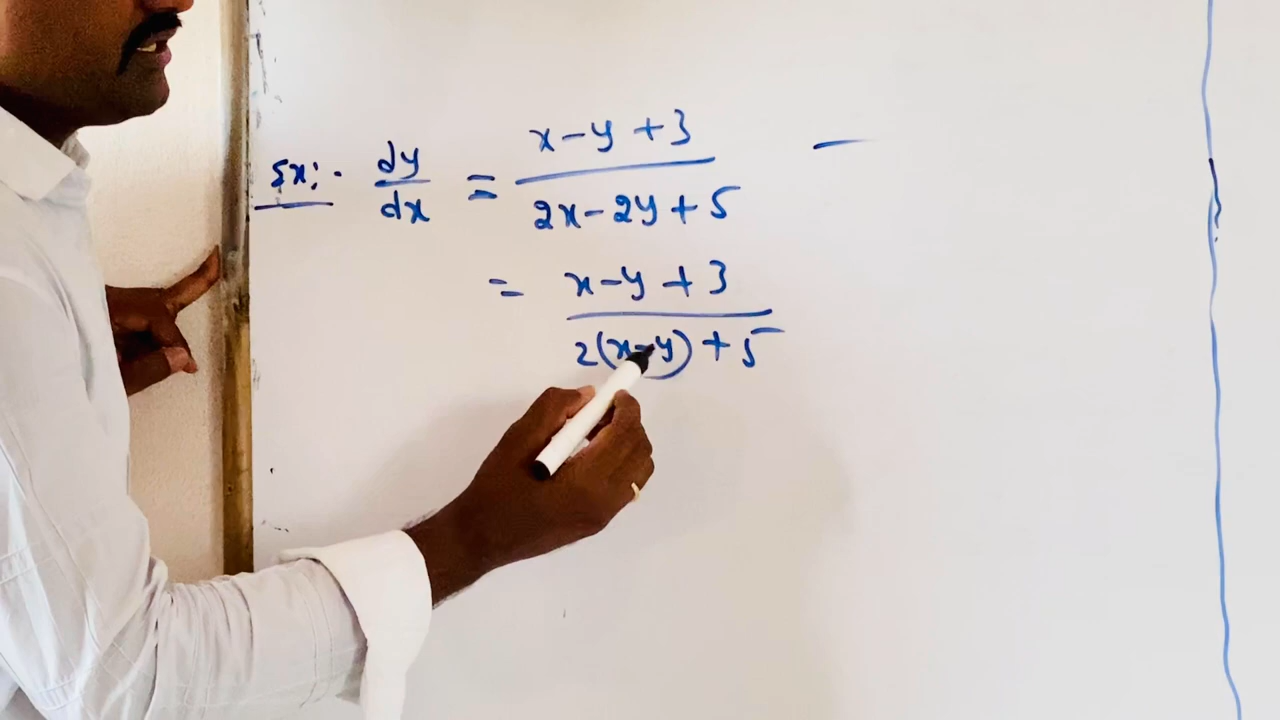 Ex:- dy/dx = x-y+3 / 2x-2y+5 —
= x-y+3 / 2(x-y)+5